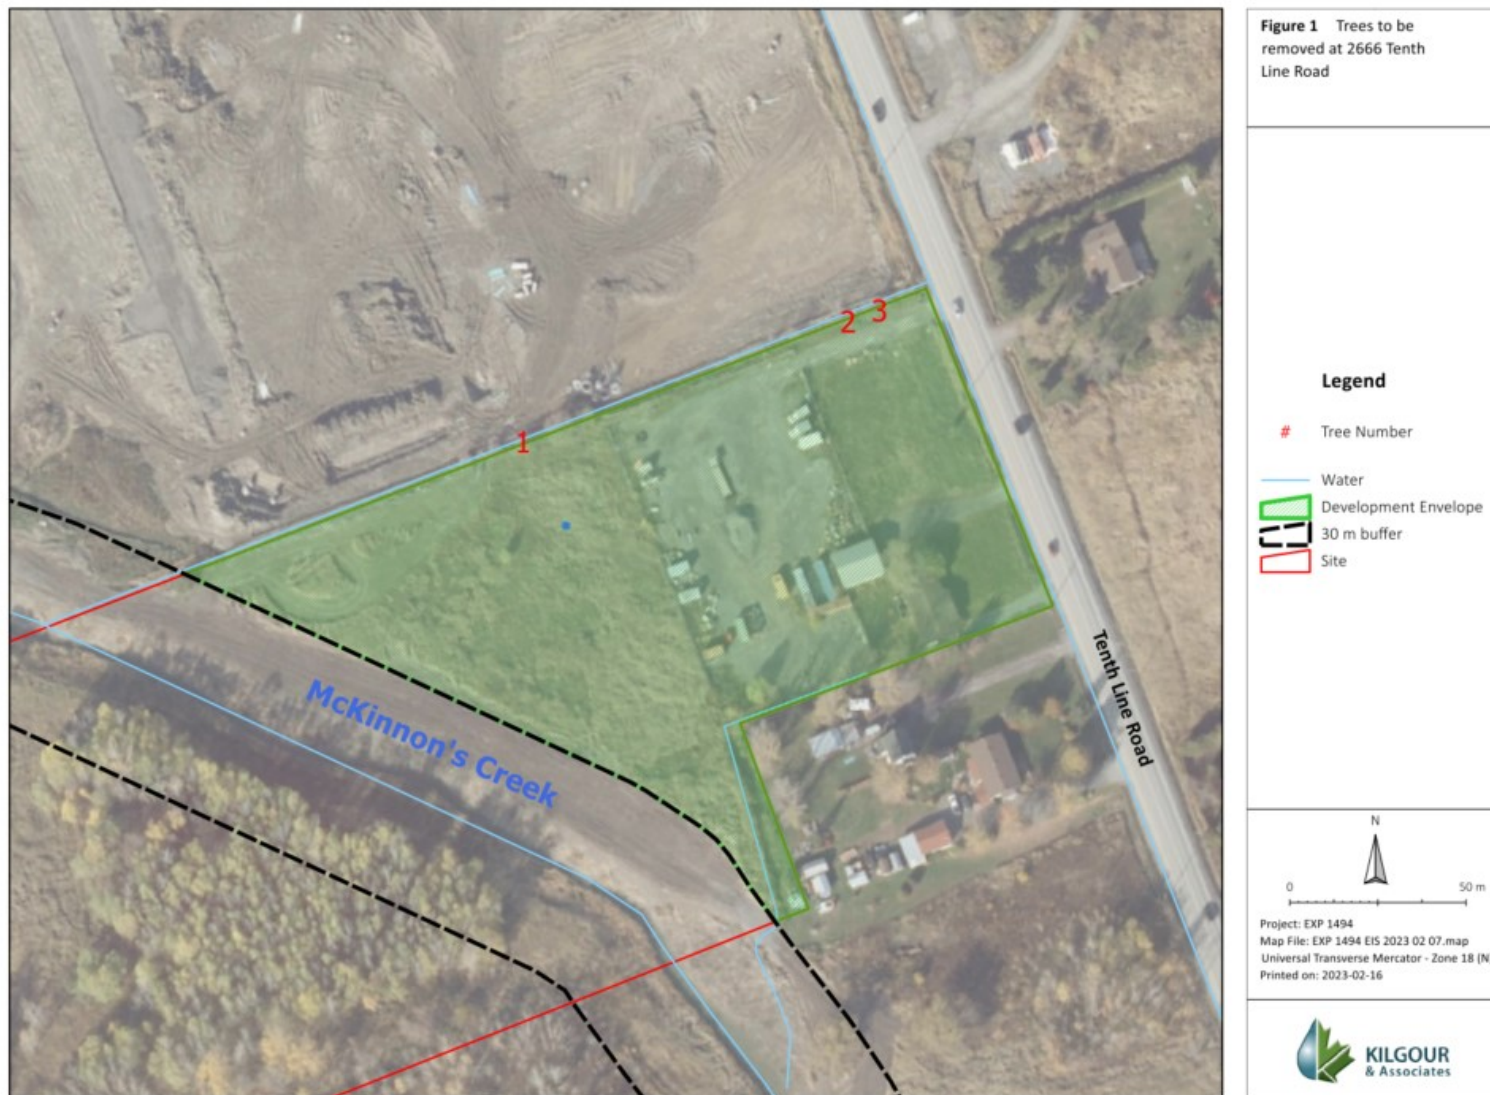 Figure 1 Trees to be
removed at 2666 Tenth
Line Road
2 3
1
McKinnon's Creek
Tenth Line Road
Legend
# Tree Number
Water
Development Envelope
30 m buffer
Site
N
0 50 m
Project: EXP 1494
Map File: EXP 1494 EIS 2023 02 07.map
Universal Transverse Mercator - Zone 18 (N
Printed on: 2023-02-16
KILGOUR
& Associates